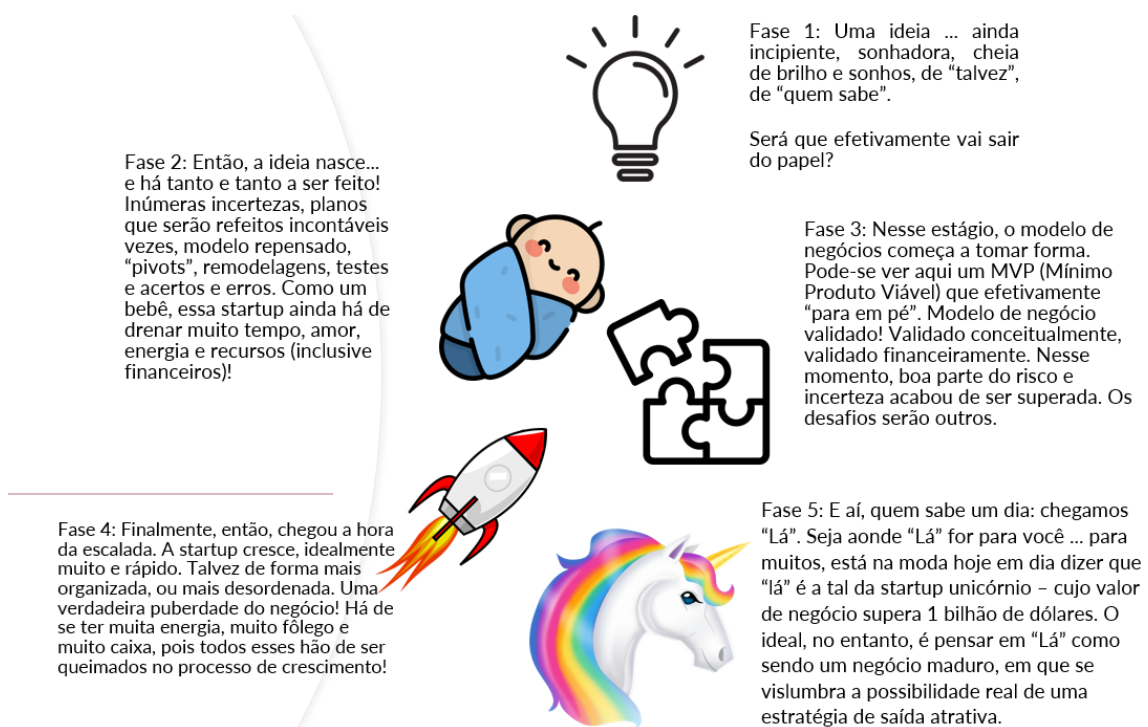 Fase 1: Uma ideia ... ainda
incipiente, sonhadora, cheia
de brilho e sonhos, de “talvez”,
de “quem sabe”.
Será que efetivamente vai sair
do papel?
Fase 2: Então, a ideia nasce...
e há tanto e tanto a ser feito!
Inúmeras incertezas, planos
que serão refeitos incontáveis
vezes, modelo repensado,
“pivots”, remodelagens, testes
e acertos e erros. Como um
bebê, essa startup ainda há de
drenar muito tempo, amor,
energia e recursos (inclusive
financeiros)!
Fase 3: Nesse estágio, o modelo de
negócios começa a tomar forma.
Pode-se ver aqui um MVP (Mínimo
Produto Viável) que efetivamente
“para em pé”. Modelo de negócio
validado! Validado conceitualmente,
validado financeiramente. Nesse
momento, boa parte do risco e
incerteza acabou de ser superada. Os
desafios serão outros.
Fase 4: Finalmente, então, chegou a hora
da escalada. A startup cresce, idealmente
muito e rápido. Talvez de forma mais
organizada, ou mais desordenada. Uma
verdadeira puberdade do negócio! Há de
se ter muita energia, muito fôlego e
muito caixa, pois todos esses hão de ser
queimados no processo de crescimento!
Fase 5: E aí, quem sabe um dia: chegamos
“Lá”. Seja aonde “Lá” for para você ... para
muitos, está na moda hoje em dia dizer que
“lá” é a tal da startup unicórnio – cujo valor
de negócio supera 1 bilhão de dólares. O
ideal, no entanto, é pensar em “Lá” como
sendo um negócio maduro, em que se
vislumbra a possibilidade real de uma
estratégia de saída atrativa.